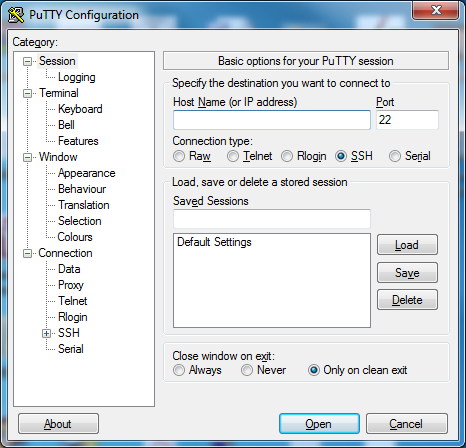 PuTTY Configuration
Category:
Session
Logging
Terminal
Keyboard
Bell
Features
Window
Appearance
Behaviour
Translation
Selection
Colours
Connection
Data
Proxy
Telnet
Rlogin
SSH
Serial
Basic options for your PuTTY session
Specify the destination you want to connect to
Host Name (or IP address) Port
22
Connection type:
Raw Telnet Rlogin SSH Serial
Load, save or delete a stored session
Saved Sessions
Default Settings
Load
Save
Delete
Close window on exit:
Always Never Only on clean exit
About Open Cancel